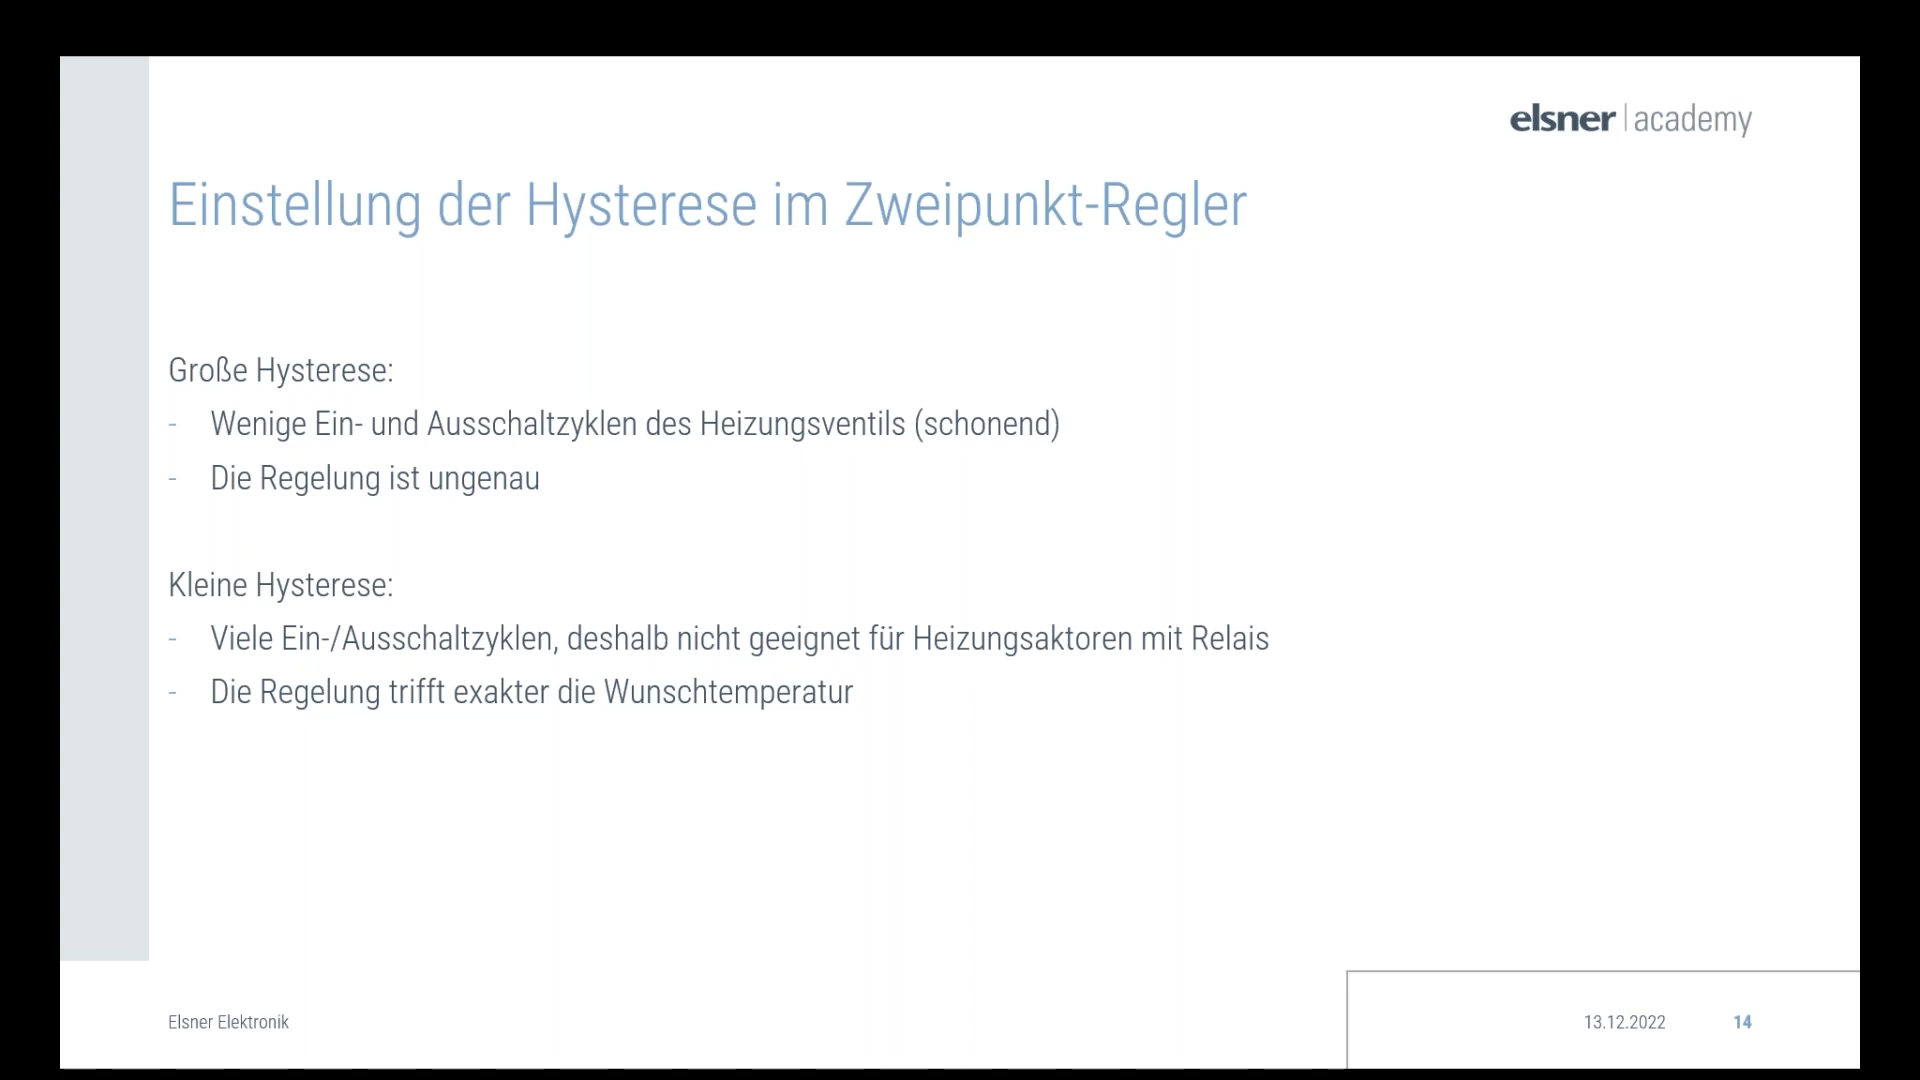 elsner | academy
Einstellung der Hysterese im Zweipunkt-Regler
Große Hysterese:
- Wenige Ein- und Ausschaltzyklen des Heizungsventils (schonend)
- Die Regelung ist ungenau
Kleine Hysterese:
- Viele Ein-/Ausschaltzyklen, deshalb nicht geeignet für Heizungsaktoren mit Relais
- Die Regelung trifft exakter die Wunschtemperatur
Elsner Elektronik
13.12.2022
14